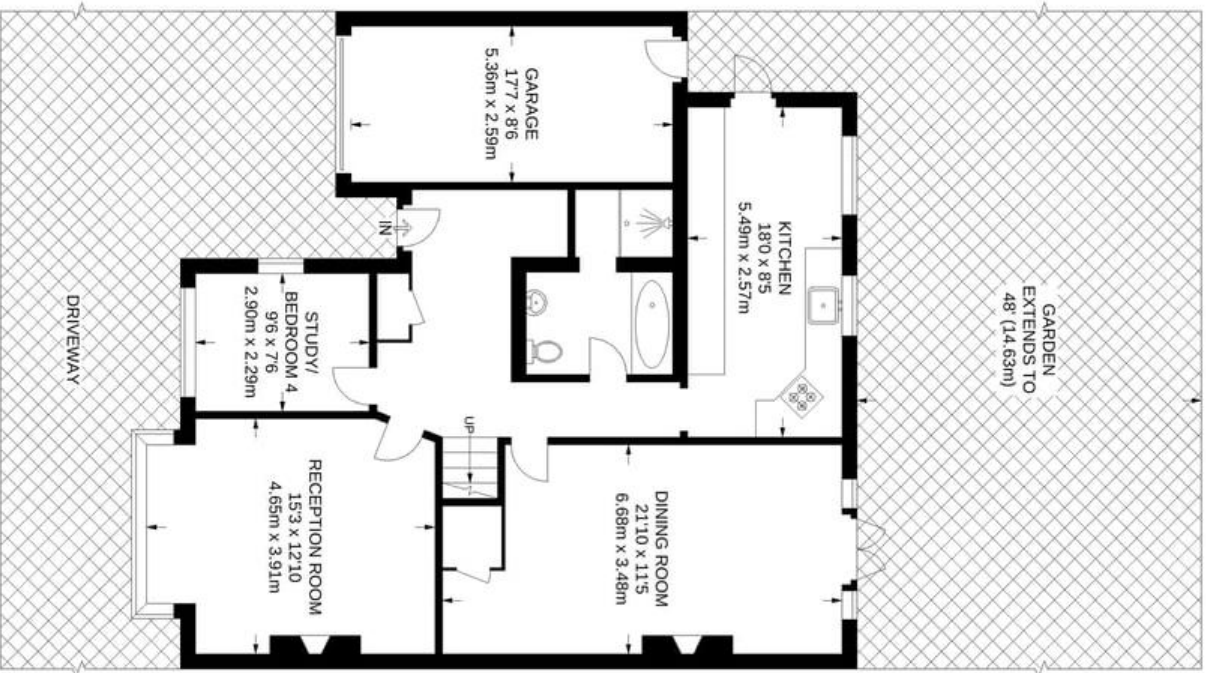 GARDEN
EXTENDS TO
48' (14.63m)
KITCHEN
18'0 x 8'5
5.49m x 2.57m
DINING ROOM
21'10 x 11'5
6.68m x 3.48m
GARAGE
17'7 x 8'6
5.36m x 2.59m
UP
IN
STUDY/
BEDROOM 4
9'6 x 7'6
2.90m x 2.29m
RECEPTION ROOM
15'3 x 12'10
4.65m x 3.91m
DRIVEWAY